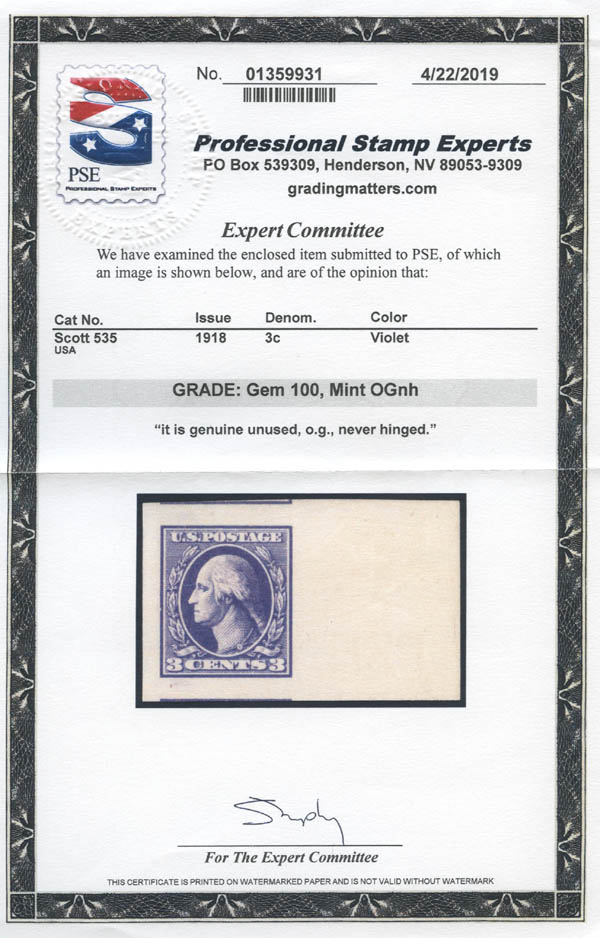 No. 01359931 4/22/2019
PSE
PROFESSIONAL STAMP EXPERTS
Professional Stamp Experts
PO Box 539309, Henderson, NV 89053-9309
gradingmatters.com
EXPERTS
Expert Committee
We have examined the enclosed item submitted to PSE, of which
an image is shown below, and are of the opinion that:
Cat No. Issue Denom. Color
Scott 535 1918 3c Violet
USA
GRADE: Gem 100, Mint OGnh
“it is genuine unused, o.g., never hinged.”
U.S.POSTAGE
3 CENTS 3
For The Expert Committee
THIS CERTIFICATE IS PRINTED ON WATERMARKED PAPER AND IS NOT VALID WITHOUT WATERMARK